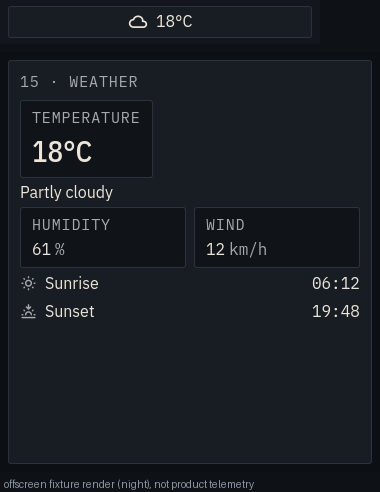 18°C
15 · WEATHER
TEMPERATURE
18°C
Partly cloudy
HUMIDITY
61 %
WIND
12 km/h
Sunrise 06:12
Sunset 19:48
offscreen fixture render (night), not product telemetry